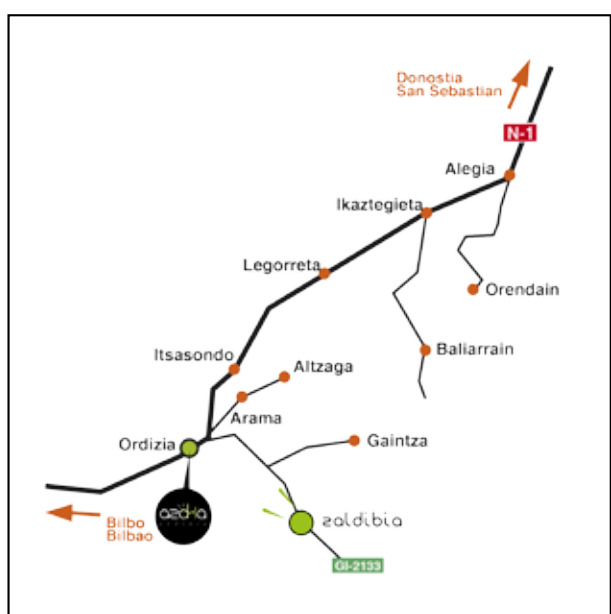 Donostia
San Sebastian
N-1
Alegia
Ikaztegieta
Legorreta
Orendain
Itsasondo
Baliarrain
Altzaga
Arama
Ordizia
Gaintza
azoka
zaldibia
Bilbo
Bilbao
GI-2133